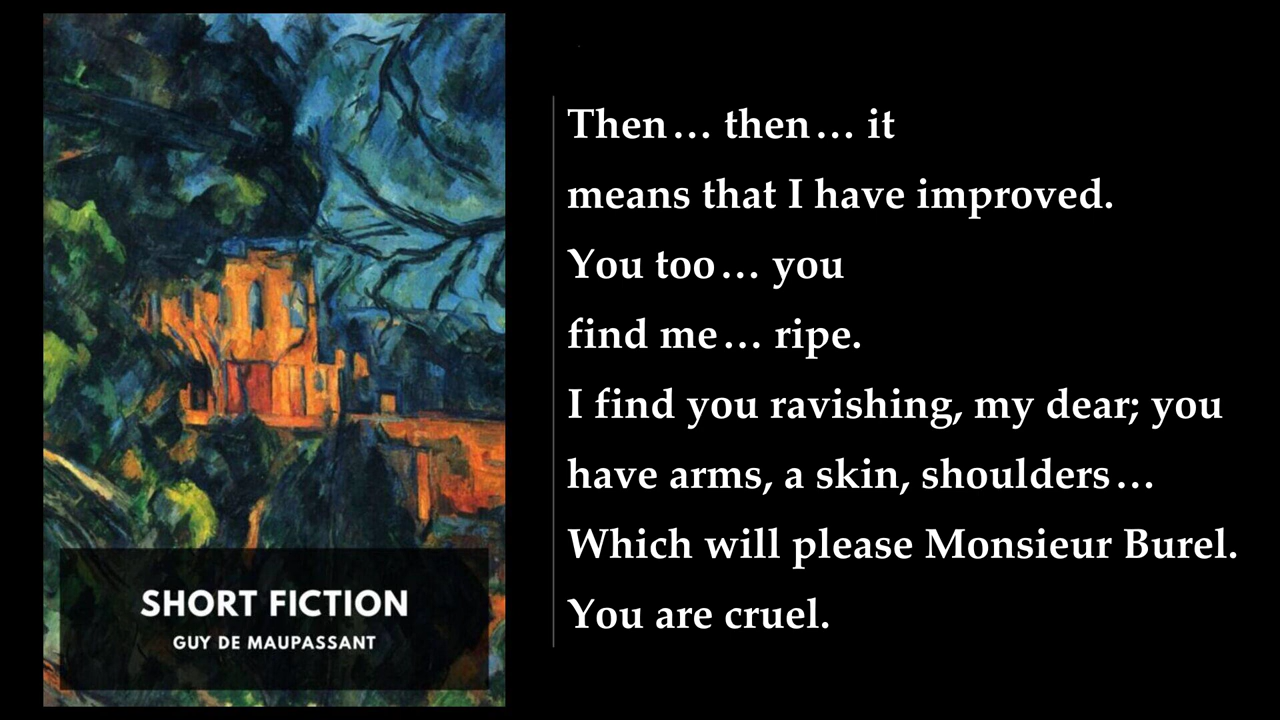 Then… then… it
means that I have improved.
You too… you
find me… ripe.
I find you ravishing, my dear; you
have arms, a skin, shoulders…
Which will please Monsieur Burel.
You are cruel.
SHORT FICTION
GUY DE MAUPASSANT